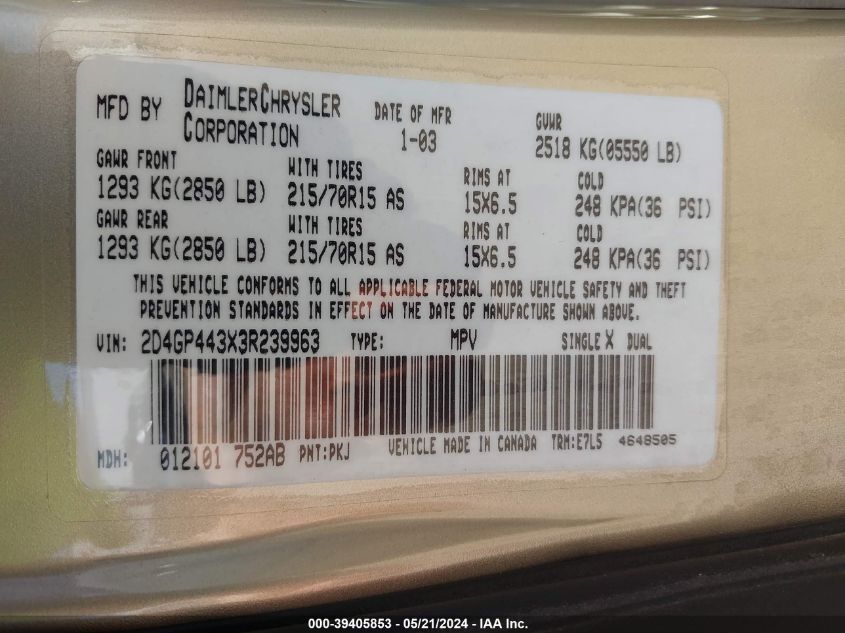 MFD BY DAIMLERCHRYSLER CORPORATION DATE OF MFR 1-03 GVWR 2518 KG(05550 LB)
GAWR FRONT WITH TIRES RIMS AT COLD
1293 KG(2850 LB) 215/70R15 AS 15X6.5 248 KPA(36 PSI)
GAWR REAR WITH TIRES RIMS AT COLD
1293 KG(2850 LB) 215/70R15 AS 15X6.5 248 KPA(36 PSI)
THIS VEHICLE CONFORMS TO ALL APPLICABLE FEDERAL MOTOR VEHICLE SAFETY AND THEFT
PREVENTION STANDARDS IN EFFECT ON THE DATE OF MANUFACTURE SHOWN ABOVE.
VIN: 2D4GP443X3R239963 TYPE: MPV SINGLE X DUAL
MDH: 012101 752AB PNT:PKJ VEHICLE MADE IN CANADA TRM:E7L5 4648505
000-39405853 / 05/21/2024 - IAA Inc.